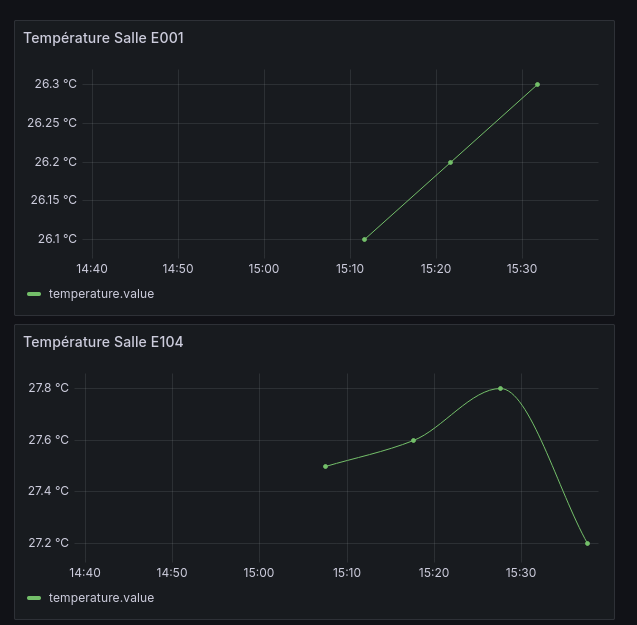 Température Salle E001
26.3 °C
26.25 °C
26.2 °C
26.15 °C
26.1 °C
14:40 14:50 15:00 15:10 15:20 15:30
temperature.value
Température Salle E104
27.8 °C
27.6 °C
27.4 °C
27.2 °C
14:40 14:50 15:00 15:10 15:20 15:30
temperature.value